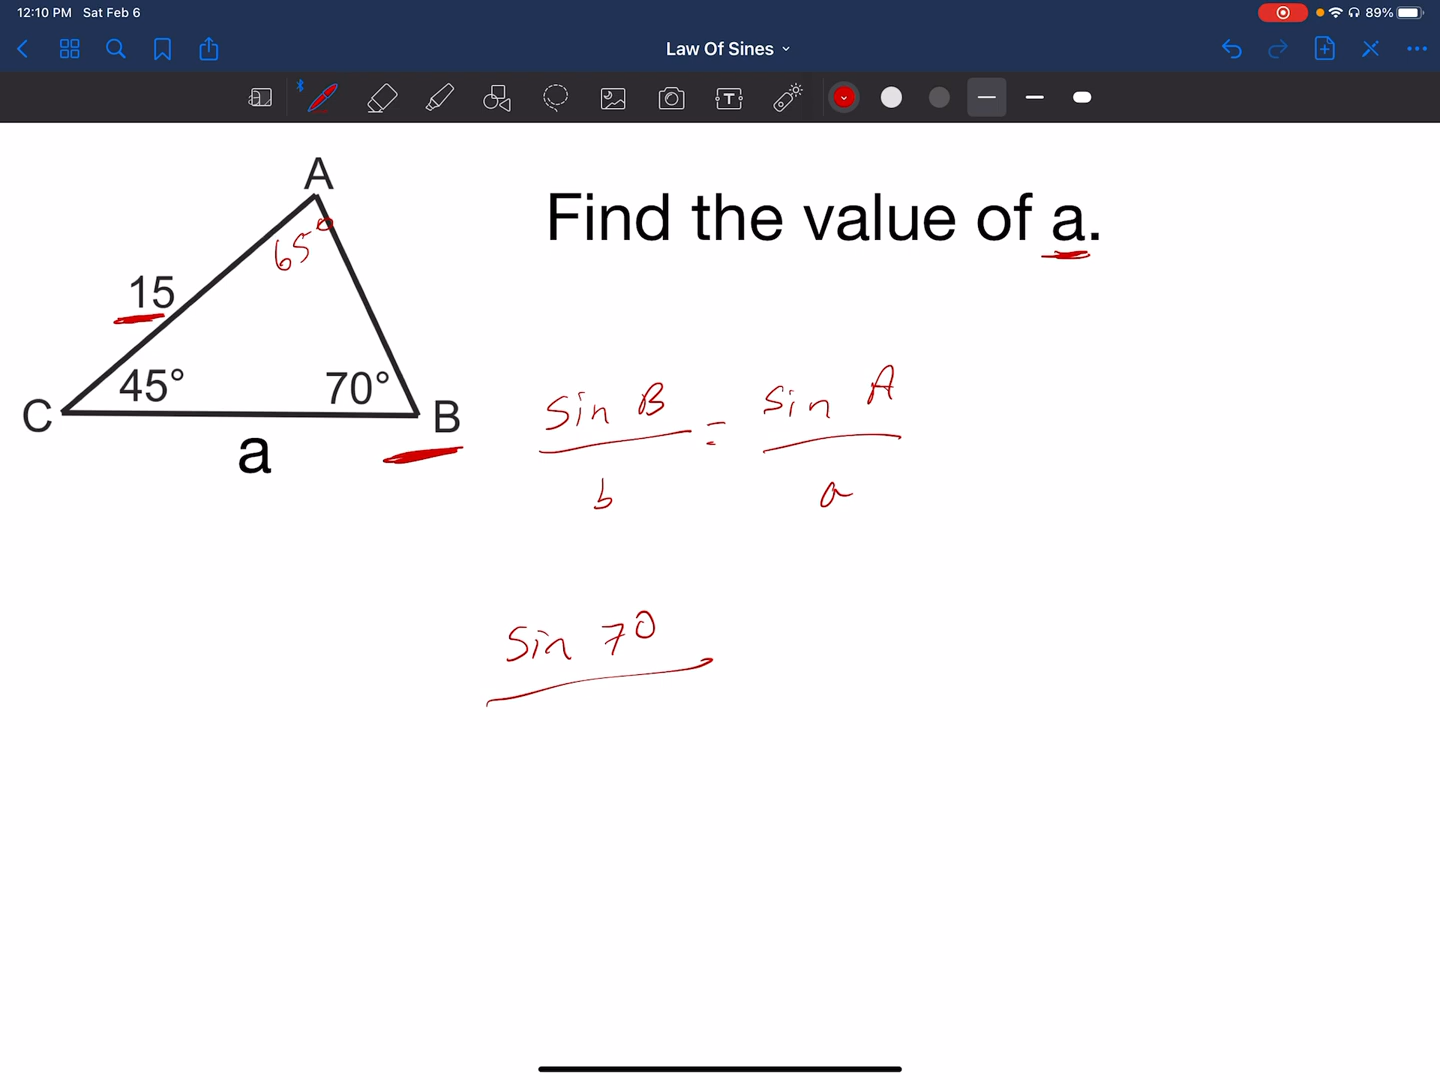 12:10 PM Sat Feb 6
89%
Law Of Sines
T
A
65°
15
45°
70°
C
B
a
Find the value of a.
sin B / b = sin A / a
sin 70